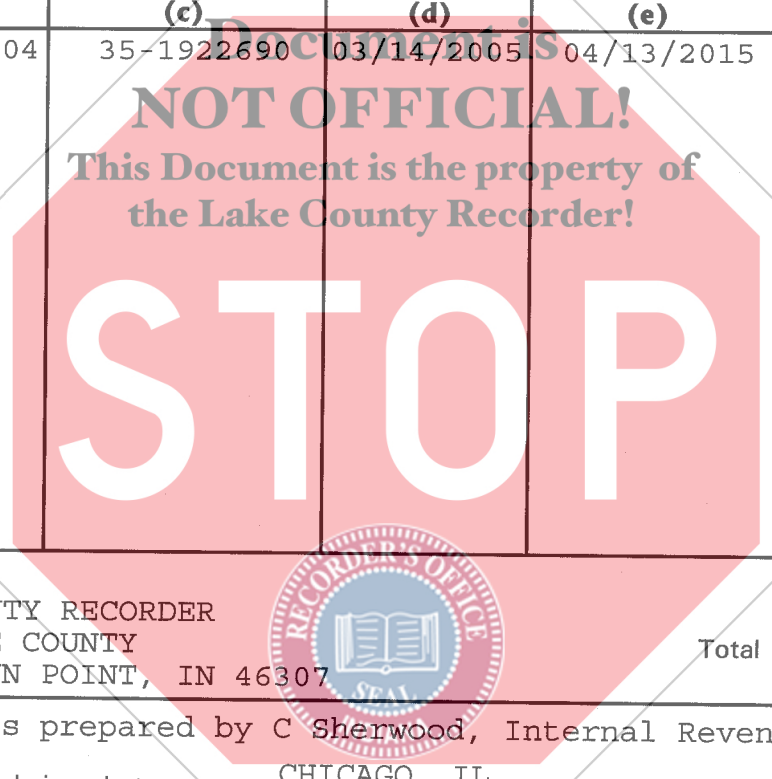 (c) (d) (e)
04 35-1922690 03/14/2005 04/13/2015
Document is
NOT OFFICIAL!
This Document is the property of
the Lake County Recorder!
STOP
RECORDER'S OFFICE
SEAL
TY RECORDER
COUNTY
N POINT, IN 46307
Total
s prepared by C Sherwood, Internal Reven
CHICAGO, IL